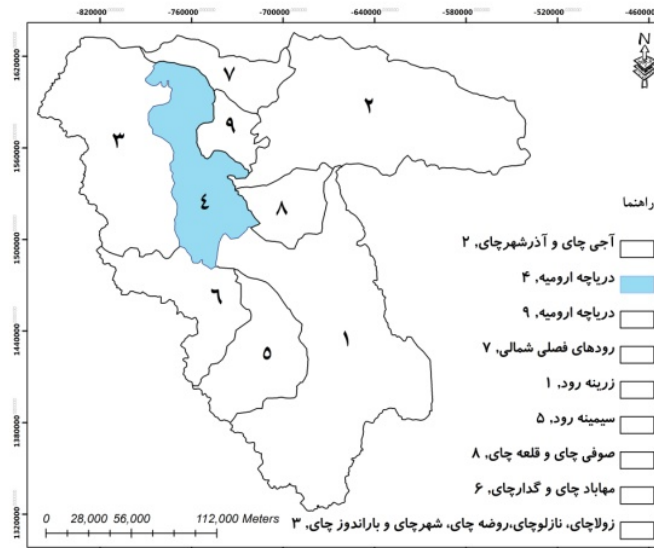 -820000 -760000 -700000 -640000 -580000 -520000 -460000
N
1620000
1560000
1500000
1440000
1380000
1320000
۷
۲
۳
۹
۴
۸
۶
۵
۱
راهنما
آجی چای و آذرشهرچای, ۲
دریاچه ارومیه, ۴
دریاچه ارومیه, ۹
رودهای فصلی شمالی, ۷
زرینه رود, ۱
سیمینه رود, ۵
صوفی چای و قلعه چای, ۸
مهاباد چای و گدارچای, ۶
زولاچای، نازلوچای،روضه چای، شهرچای و باراندوز چای, ۳
0 28,000 56,000 112,000 Meters